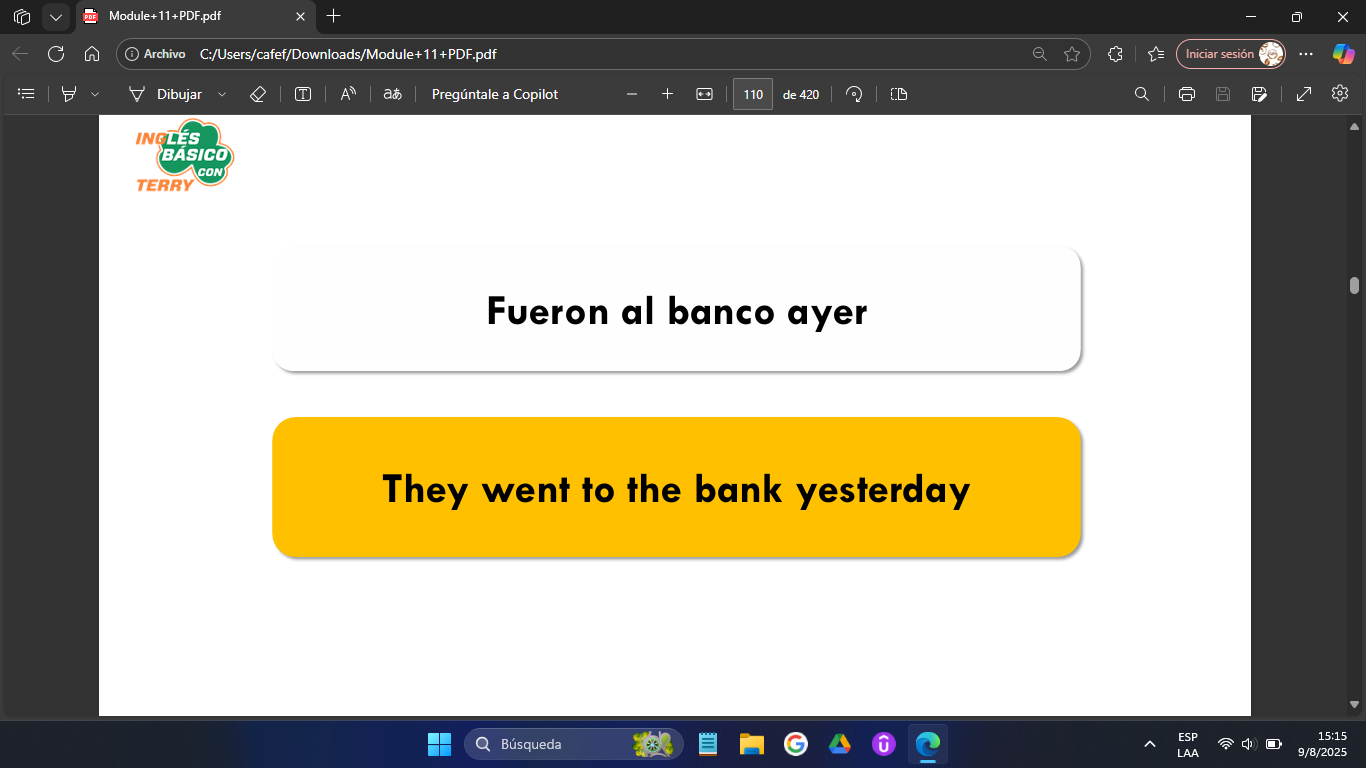 Module+11+PDF.pdf
Archivo C:/Users/cafef/Downloads/Module+11+PDF.pdf
Iniciar sesión
Dibujar
Pregúntale a Copilot
110 de 420
INGLÉS
BÁSICO
CON
TERRY
Fueron al banco ayer
They went to the bank yesterday
Búsqueda
ESP
LAA
15:15
9/8/2025